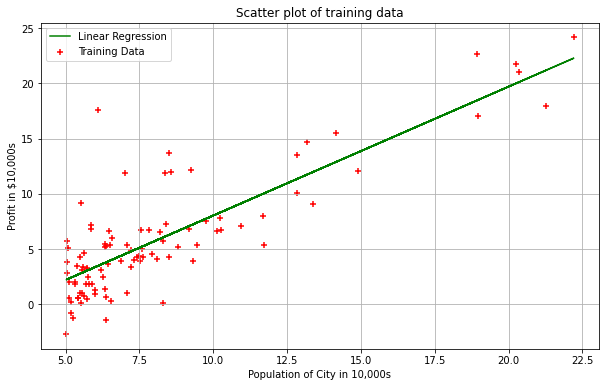 Scatter plot of training data
25
Linear Regression
Training Data
20
15
10
5
0
Profit in $10,000s
5.0 7.5 10.0 12.5 15.0 17.5 20.0 22.5
Population of City in 10,000s